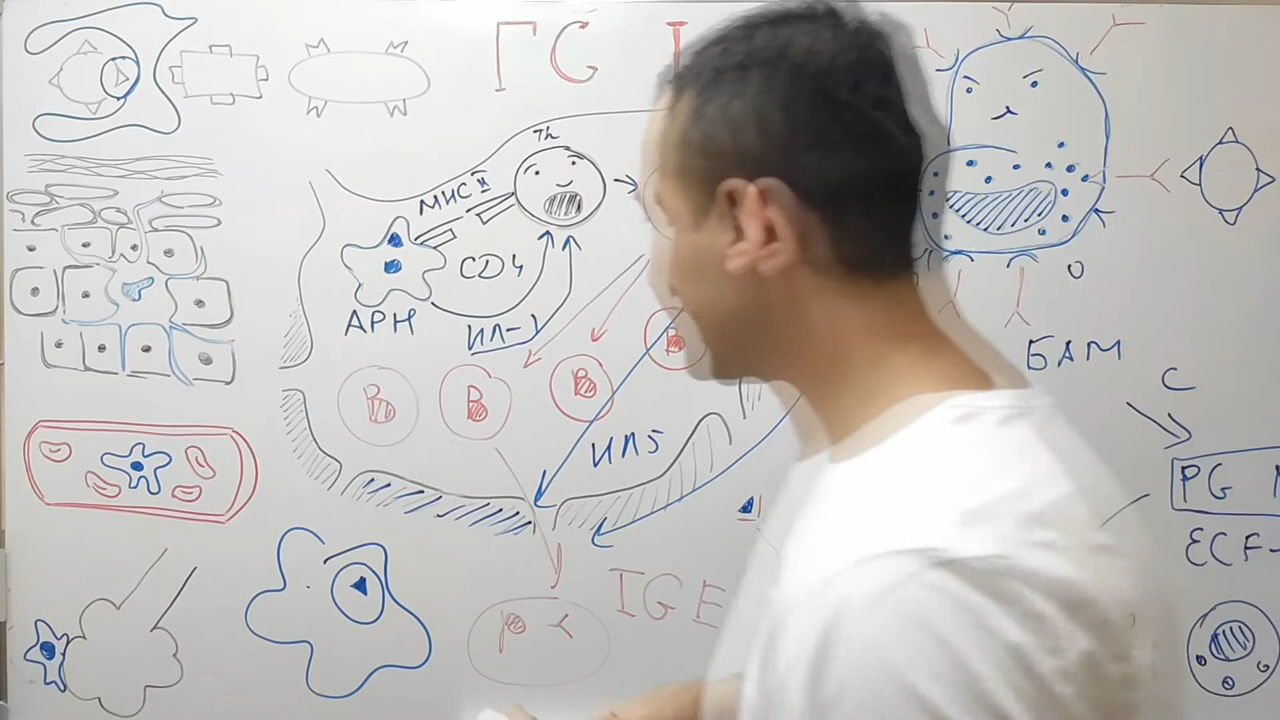 ГС I
Th
MHC II
CD4
APH
ИЛ-1
В В В В
ИЛ5
БАМ
C
PG
ECF-
IGE